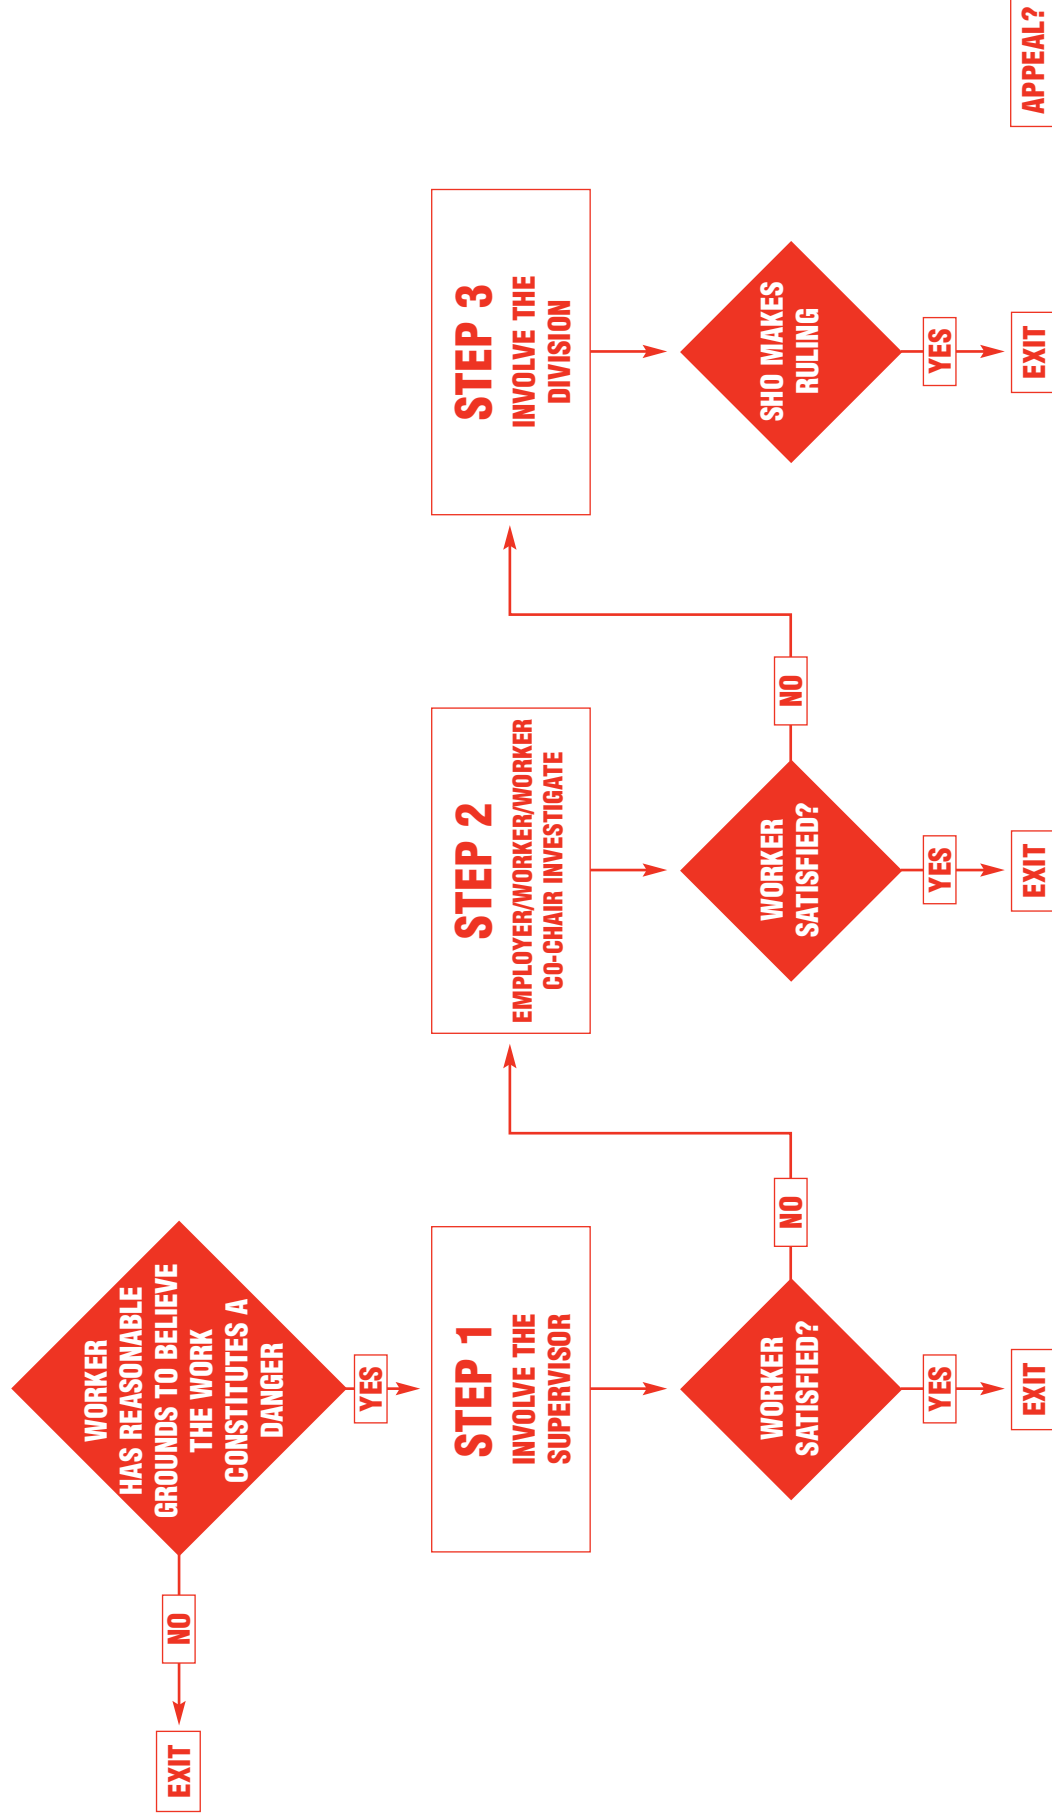 WORKER
HAS REASONABLE
GROUNDS TO BELIEVE
THE WORK
CONSTITUTES A
DANGER
NO
EXIT
YES
STEP 1
INVOLVE THE
SUPERVISOR
WORKER
SATISFIED?
YES
EXIT
NO
STEP 2
EMPLOYER/WORKER/WORKER
CO-CHAIR INVESTIGATE
WORKER
SATISFIED?
YES
EXIT
NO
STEP 3
INVOLVE THE
DIVISION
SHO MAKES
RULING
YES
EXIT
APPEAL?